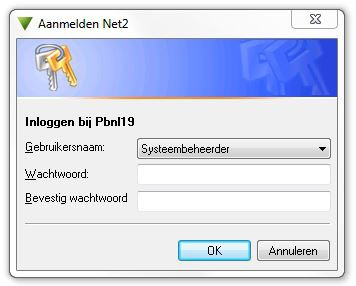 Aanmelden Net2
Inloggen bij Pbnl19
Gebruikersnaam:
Systeembeheerder
Wachtwoord:
Bevestig wachtwoord
OK
Annuleren